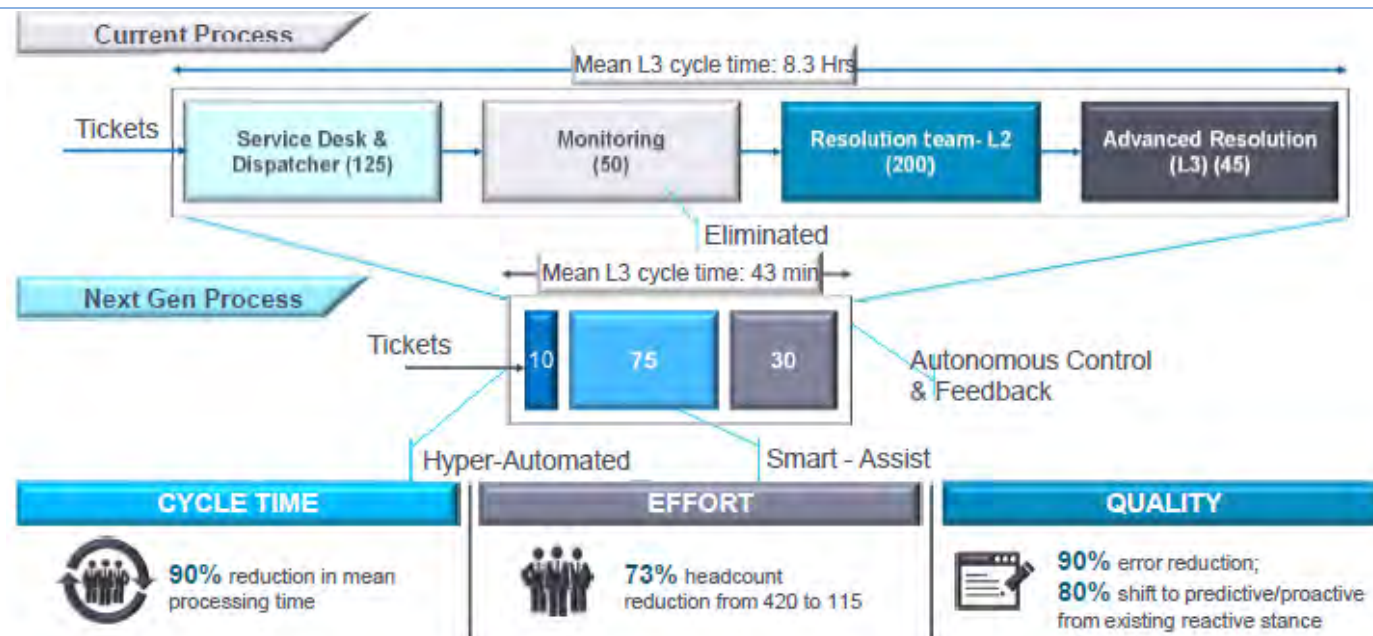 Current Process
Mean L3 cycle time: 8.3 Hrs
Tickets
Service Desk &
Dispatcher (125)
Monitoring
(50)
Resolution team- L2
(200)
Advanced Resolution
(L3) (45)
Eliminated
Mean L3 cycle time: 43 min
Next Gen Process
Tickets
10
75
30
Autonomous Control
& Feedback
Hyper-Automated
Smart - Assist
CYCLE TIME
90% reduction in mean
processing time
EFFORT
73% headcount
reduction from 420 to 115
QUALITY
90% error reduction;
80% shift to predictive/proactive
from existing reactive stance